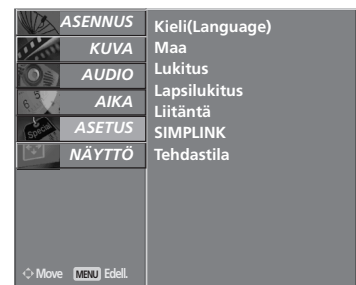 ASENNUS
KUVA
AUDIO
AIKA
ASETUS
NÄYTTÖ
Kieli(Language)
Maa
Lukitus
Lapsilukitus
Liitäntä
SIMPLINK
Tehdastila
Move MENU Edell.